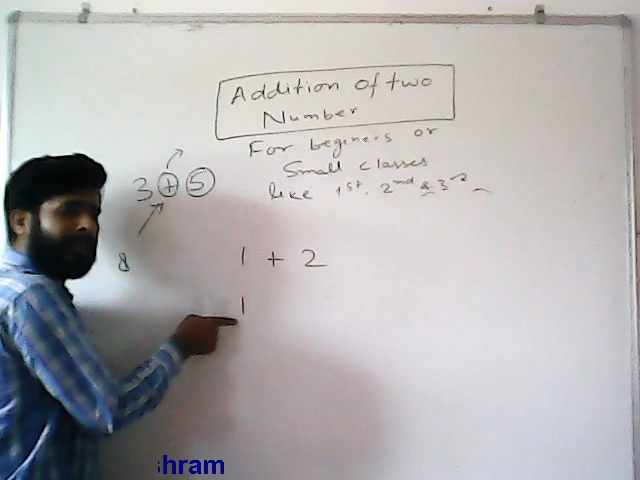 Addition of two
Number
For beginers or
Small classes
like 1st, 2nd & 3rd
3 + 5
8
1 + 2
1
hram